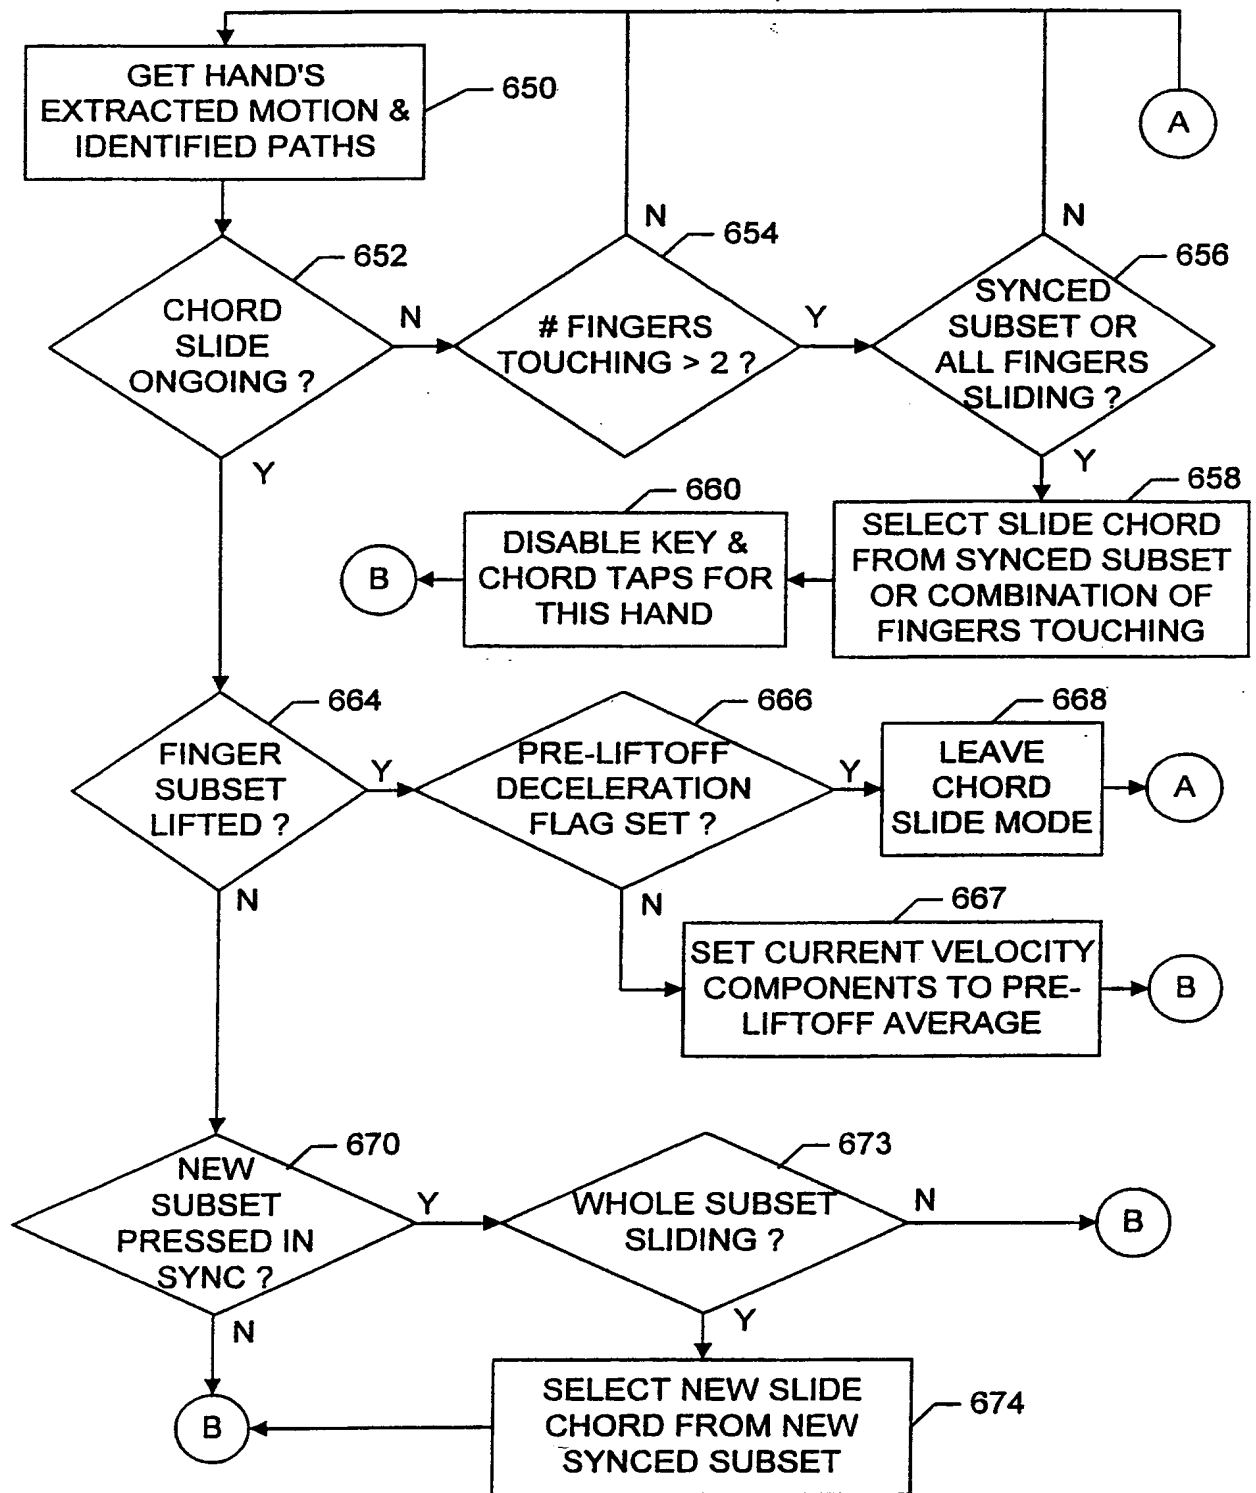 GET HAND'S
EXTRACTED MOTION &
IDENTIFIED PATHS
650
A
CHORD
SLIDE
ONGOING ?
652
N
Y
# FINGERS
TOUCHING > 2 ?
654
N
Y
SYNCED
SUBSET OR
ALL FINGERS
SLIDING ?
656
N
Y
SELECT SLIDE CHORD
FROM SYNCED SUBSET
OR COMBINATION OF
FINGERS TOUCHING
658
DISABLE KEY &
CHORD TAPS FOR
THIS HAND
660
B
FINGER
SUBSET
LIFTED ?
664
Y
N
PRE-LIFTOFF
DECELERATION
FLAG SET ?
666
Y
N
LEAVE
CHORD
SLIDE MODE
668
A
SET CURRENT VELOCITY
COMPONENTS TO PRE-
LIFTOFF AVERAGE
667
B
NEW
SUBSET
PRESSED IN
SYNC ?
670
Y
N
WHOLE SUBSET
SLIDING ?
673
N
Y
B
SELECT NEW SLIDE
CHORD FROM NEW
SYNCED SUBSET
674
B